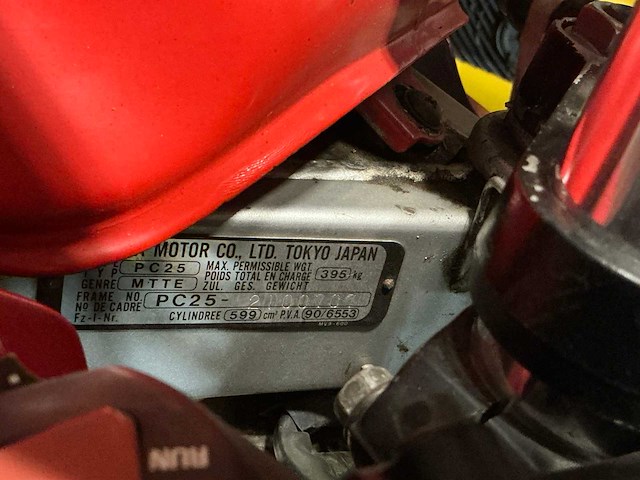 MOTOR CO., LTD. TOKYO JAPAN
TYP PC25 MAX. PERMISSIBLE WGT
GENRE MTTE POIDS TOTAL EN CHARGE 395 kg
ZUL. GES. GEWICHT
FRAME NO. PC25-
Nº DE CADRE
Fz-I-Nr. CYLINDREE 599 cm³ P.V.A. 90/6553
RUN